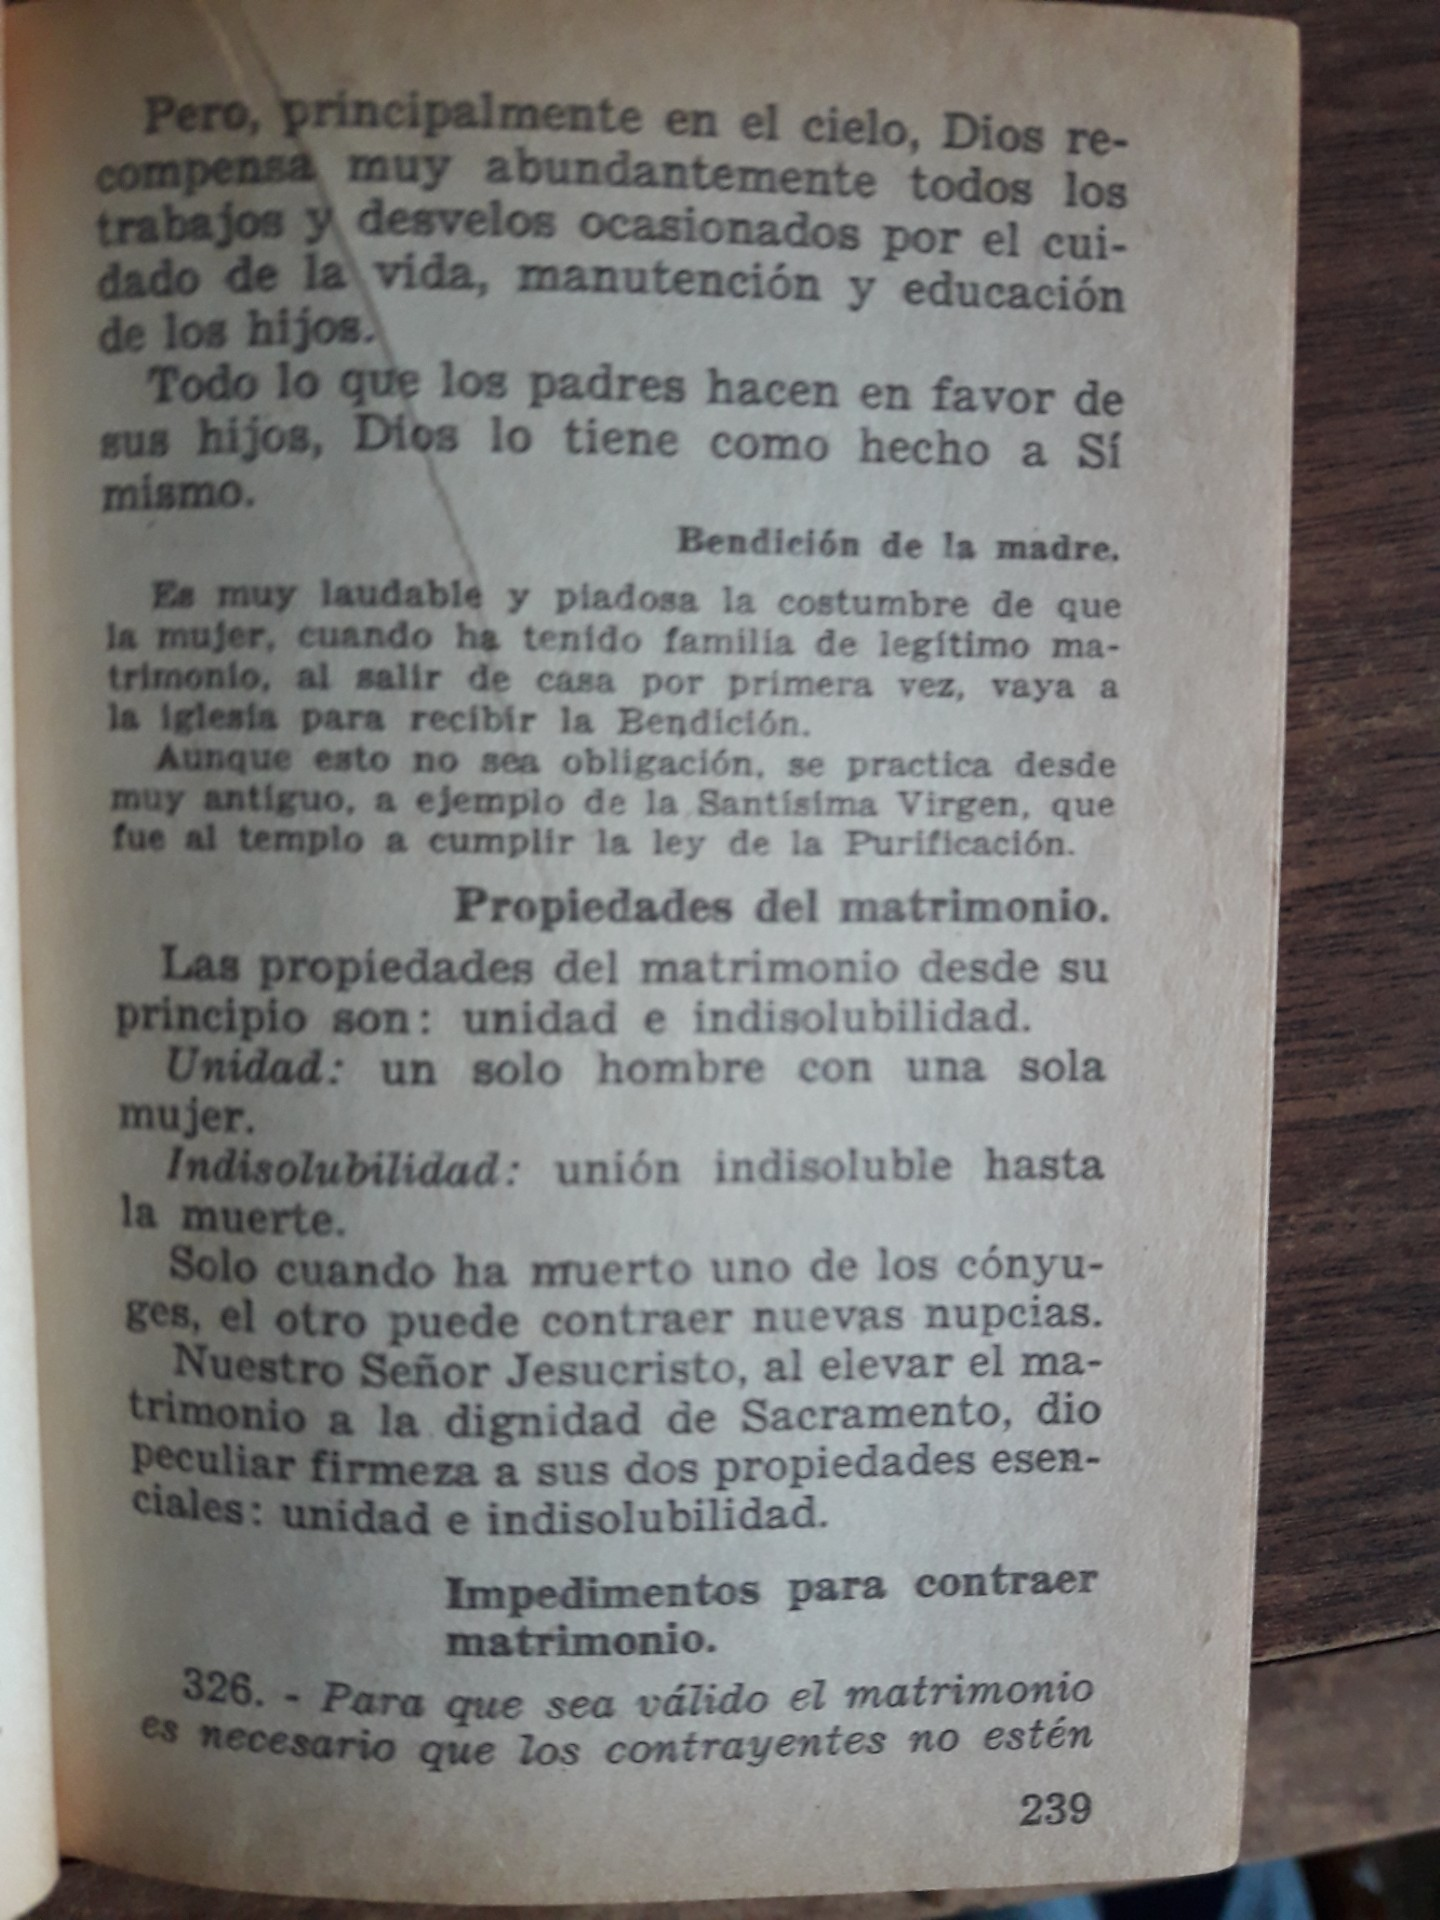 Pero, principalmente en el cielo, Dios re-
compensa muy abundantemente todos los
trabajos y desvelos ocasionados por el cui-
dado de la vida, manutención y educación
de los hijos.
Todo lo que los padres hacen en favor de
sus hijos, Dios lo tiene como hecho a Sí
mismo.
Bendición de la madre.
Es muy laudable y piadosa la costumbre de que
la mujer, cuando ha tenido familia de legítimo ma-
trimonio, al salir de casa por primera vez, vaya a
la iglesia para recibir la Bendición.
Aunque esto no sea obligación, se practica desde
muy antiguo, a ejemplo de la Santísima Virgen, que
fue al templo a cumplir la ley de la Purificación.
Propiedades del matrimonio.
Las propiedades del matrimonio desde su
principio son: unidad e indisolubilidad.
Unidad: un solo hombre con una sola
mujer.
Indisolubilidad: unión indisoluble hasta
la muerte.
Solo cuando ha muerto uno de los cónyu-
ges, el otro puede contraer nuevas nupcias.
Nuestro Señor Jesucristo, al elevar el ma-
trimonio a la dignidad de Sacramento, dio
peculiar firmeza a sus dos propiedades esen-
ciales: unidad e indisolubilidad.
Impedimentos para contraer
matrimonio.
326. - Para que sea válido el matrimonio
es necesario que los contrayentes no estén
239